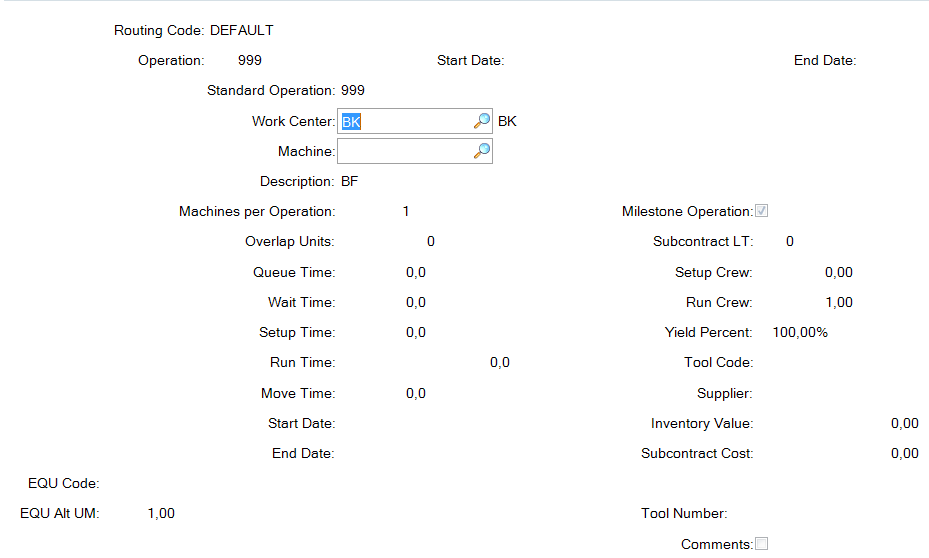 Routing Code: DEFAULT
Operation: 999 Start Date: End Date:
Standard Operation: 999
Work Center: BK BK
Machine:
Description: BF
Machines per Operation: 1 Milestone Operation:
Overlap Units: 0 Subcontract LT: 0
Queue Time: 0,0 Setup Crew: 0,00
Wait Time: 0,0 Run Crew: 1,00
Setup Time: 0,0 Yield Percent: 100,00%
Run Time: 0,0 Tool Code:
Move Time: 0,0 Supplier:
Start Date: Inventory Value: 0,00
End Date: Subcontract Cost: 0,00
EQU Code:
EQU Alt UM: 1,00 Tool Number:
Comments: